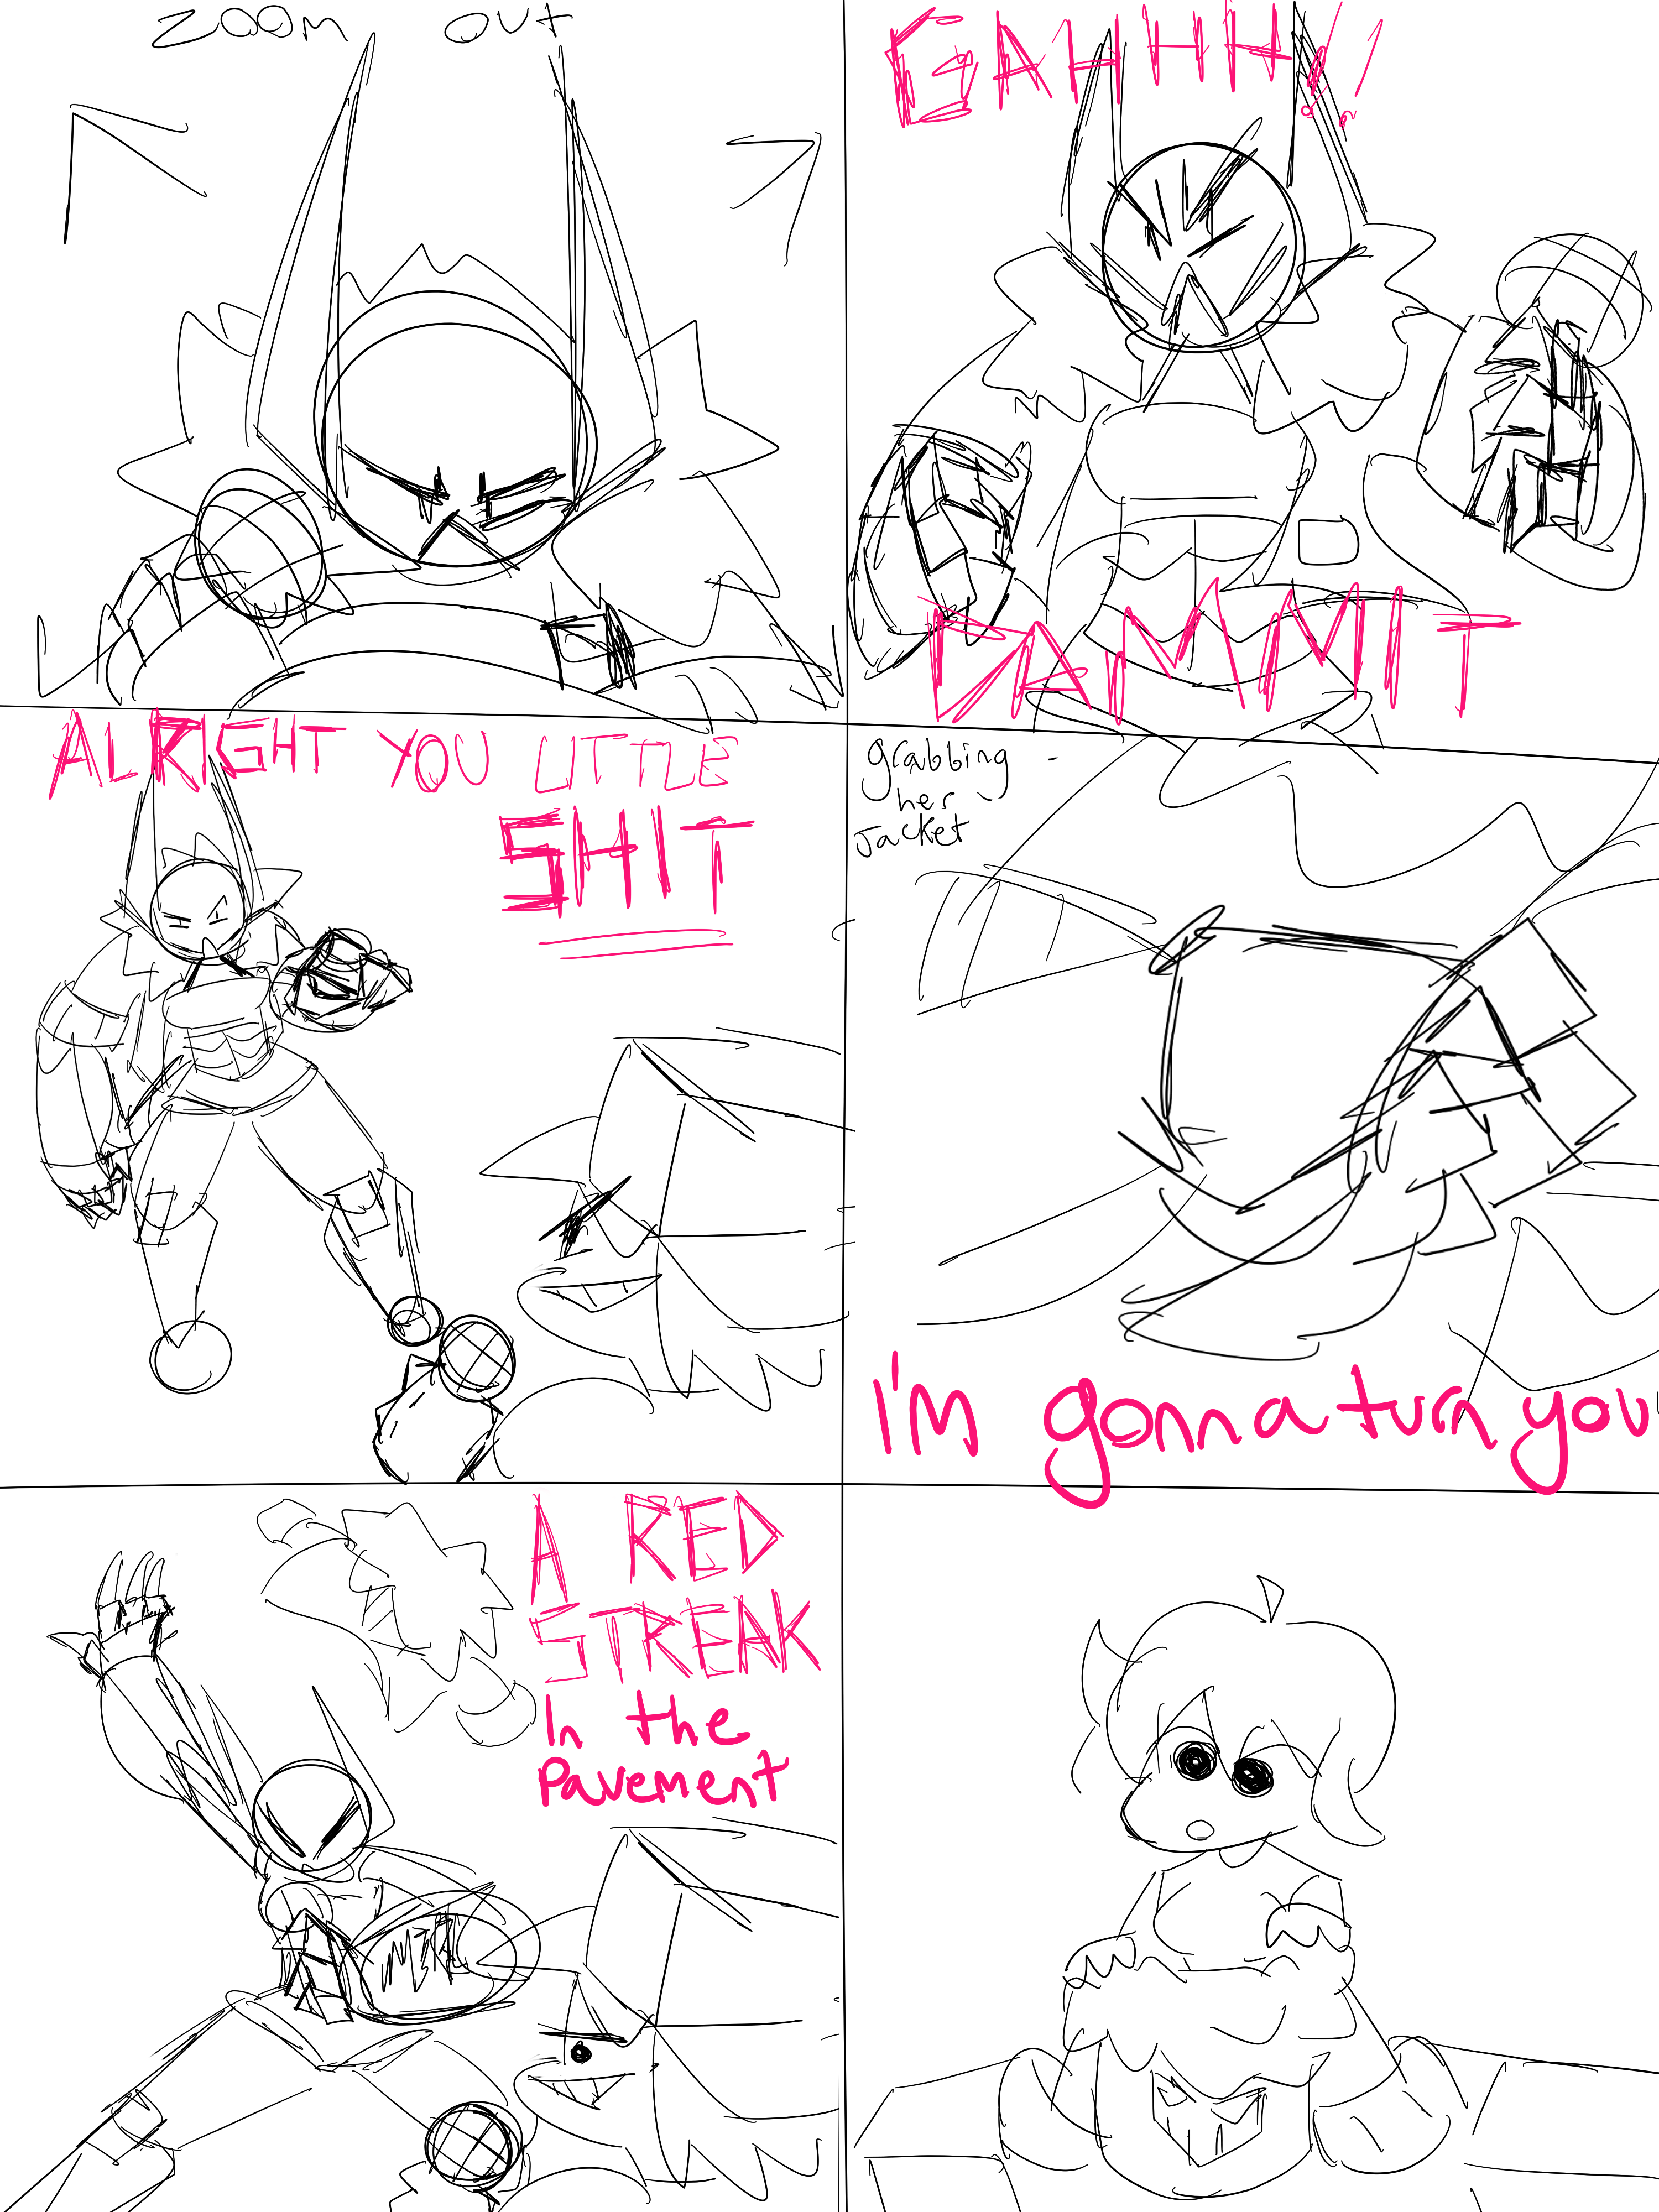 zoom out
GAHHH!!
DAMMIT
ALRIGHT YOU LITTLE
SHIT
grabbing
her
Jacket
I'm gonna turn you
A RED
STREAK
In the
Pavement